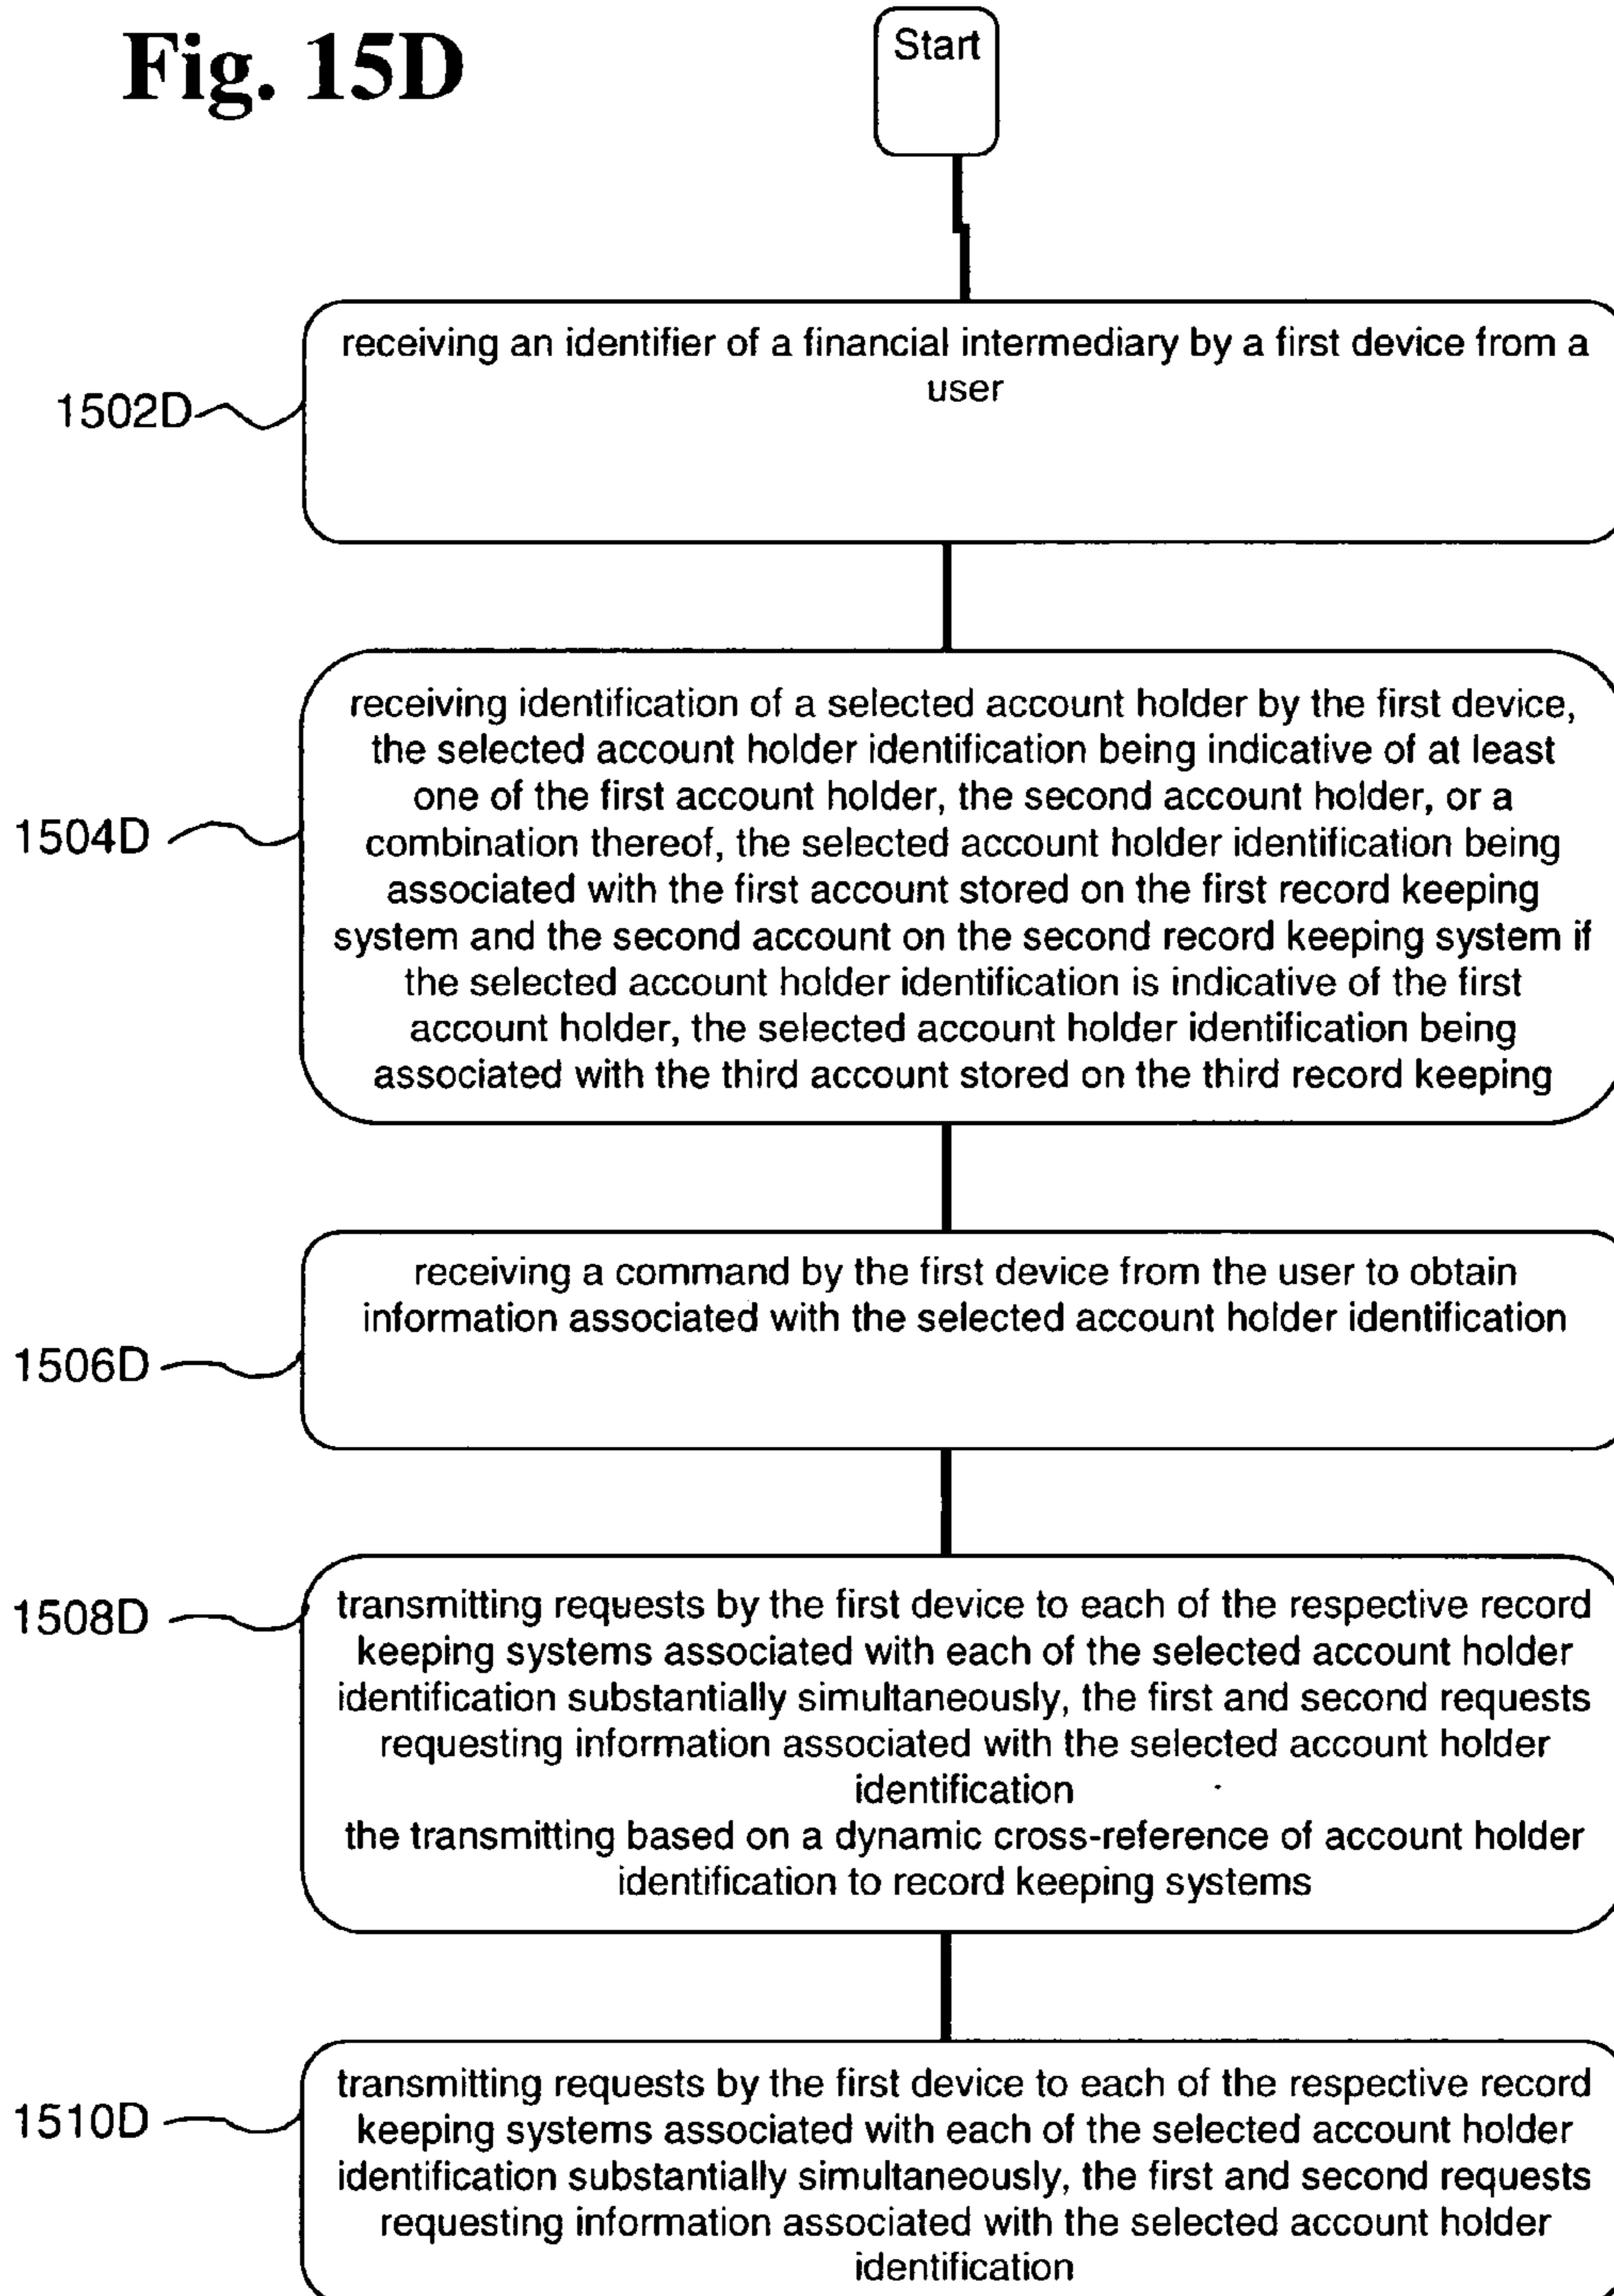 Fig. 15D
Start
receiving an identifier of a financial intermediary by a first device from a
user
1502D
receiving identification of a selected account holder by the first device,
the selected account holder identification being indicative of at least
one of the first account holder, the second account holder, or a
combination thereof, the selected account holder identification being
associated with the first account stored on the first record keeping
system and the second account on the second record keeping system if
the selected account holder identification is indicative of the first
account holder, the selected account holder identification being
associated with the third account stored on the third record keeping
1504D
receiving a command by the first device from the user to obtain
information associated with the selected account holder identification
1506D
transmitting requests by the first device to each of the respective record
keeping systems associated with each of the selected account holder
identification substantially simultaneously, the first and second requests
requesting information associated with the selected account holder
identification
the transmitting based on a dynamic cross-reference of account holder
identification to record keeping systems
1508D
transmitting requests by the first device to each of the respective record
keeping systems associated with each of the selected account holder
identification substantially simultaneously, the first and second requests
requesting information associated with the selected account holder
identification
1510D